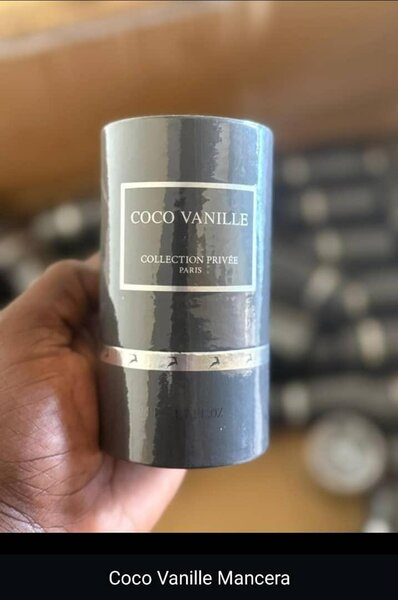 COCO VANILLE
COLLECTION PRIVÉE
PARIS
Coco Vanille Mancera